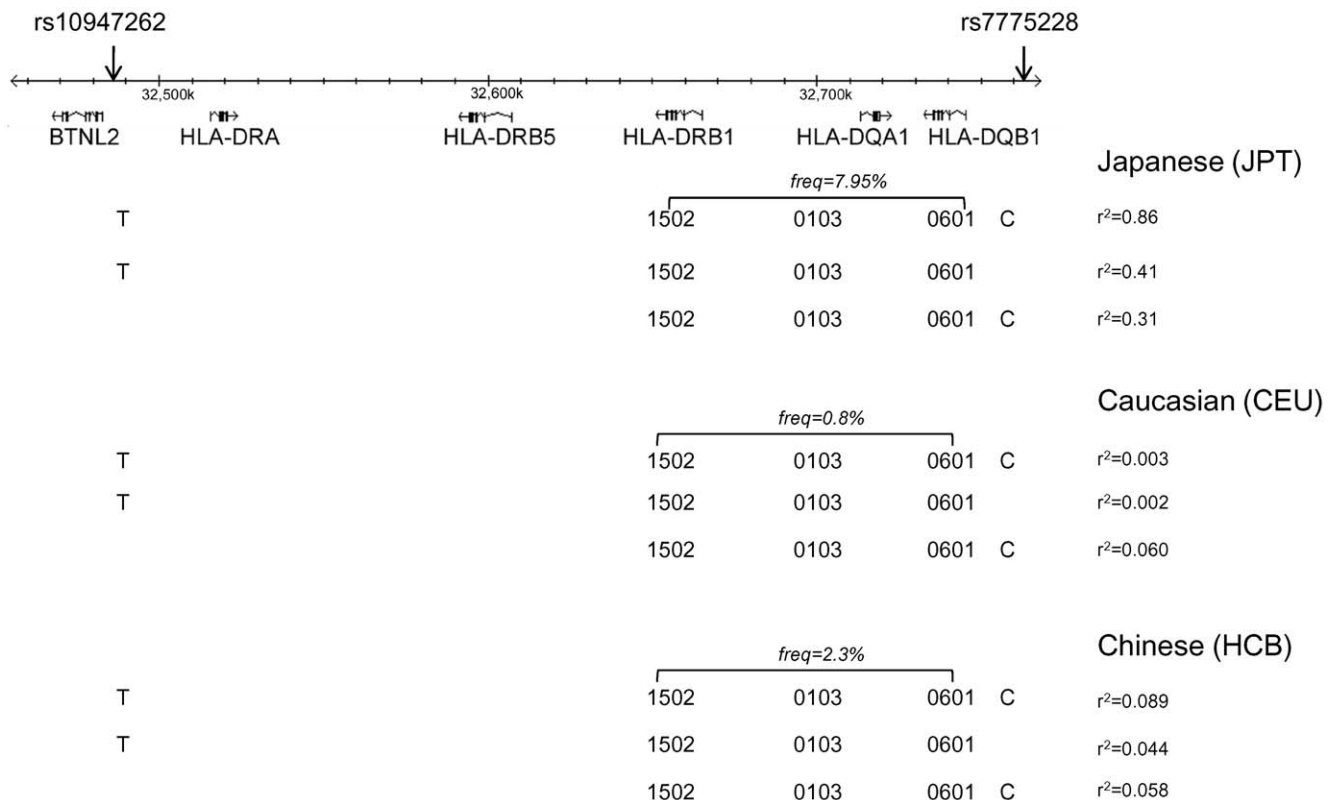 rs10947262 rs7775228
32,500k 32,600k 32,700k
BTNL2 HLA-DRA HLA-DRB5 HLA-DRB1 HLA-DQA1 HLA-DQB1
Japanese (JPT)
freq=7.95%
T 1502 0103 0601 C r²=0.86
T 1502 0103 0601 r²=0.41
1502 0103 0601 C r²=0.31
Caucasian (CEU)
freq=0.8%
T 1502 0103 0601 C r²=0.003
T 1502 0103 0601 r²=0.002
1502 0103 0601 C r²=0.060
Chinese (HCB)
freq=2.3%
T 1502 0103 0601 C r²=0.089
T 1502 0103 0601 r²=0.044
1502 0103 0601 C r²=0.058